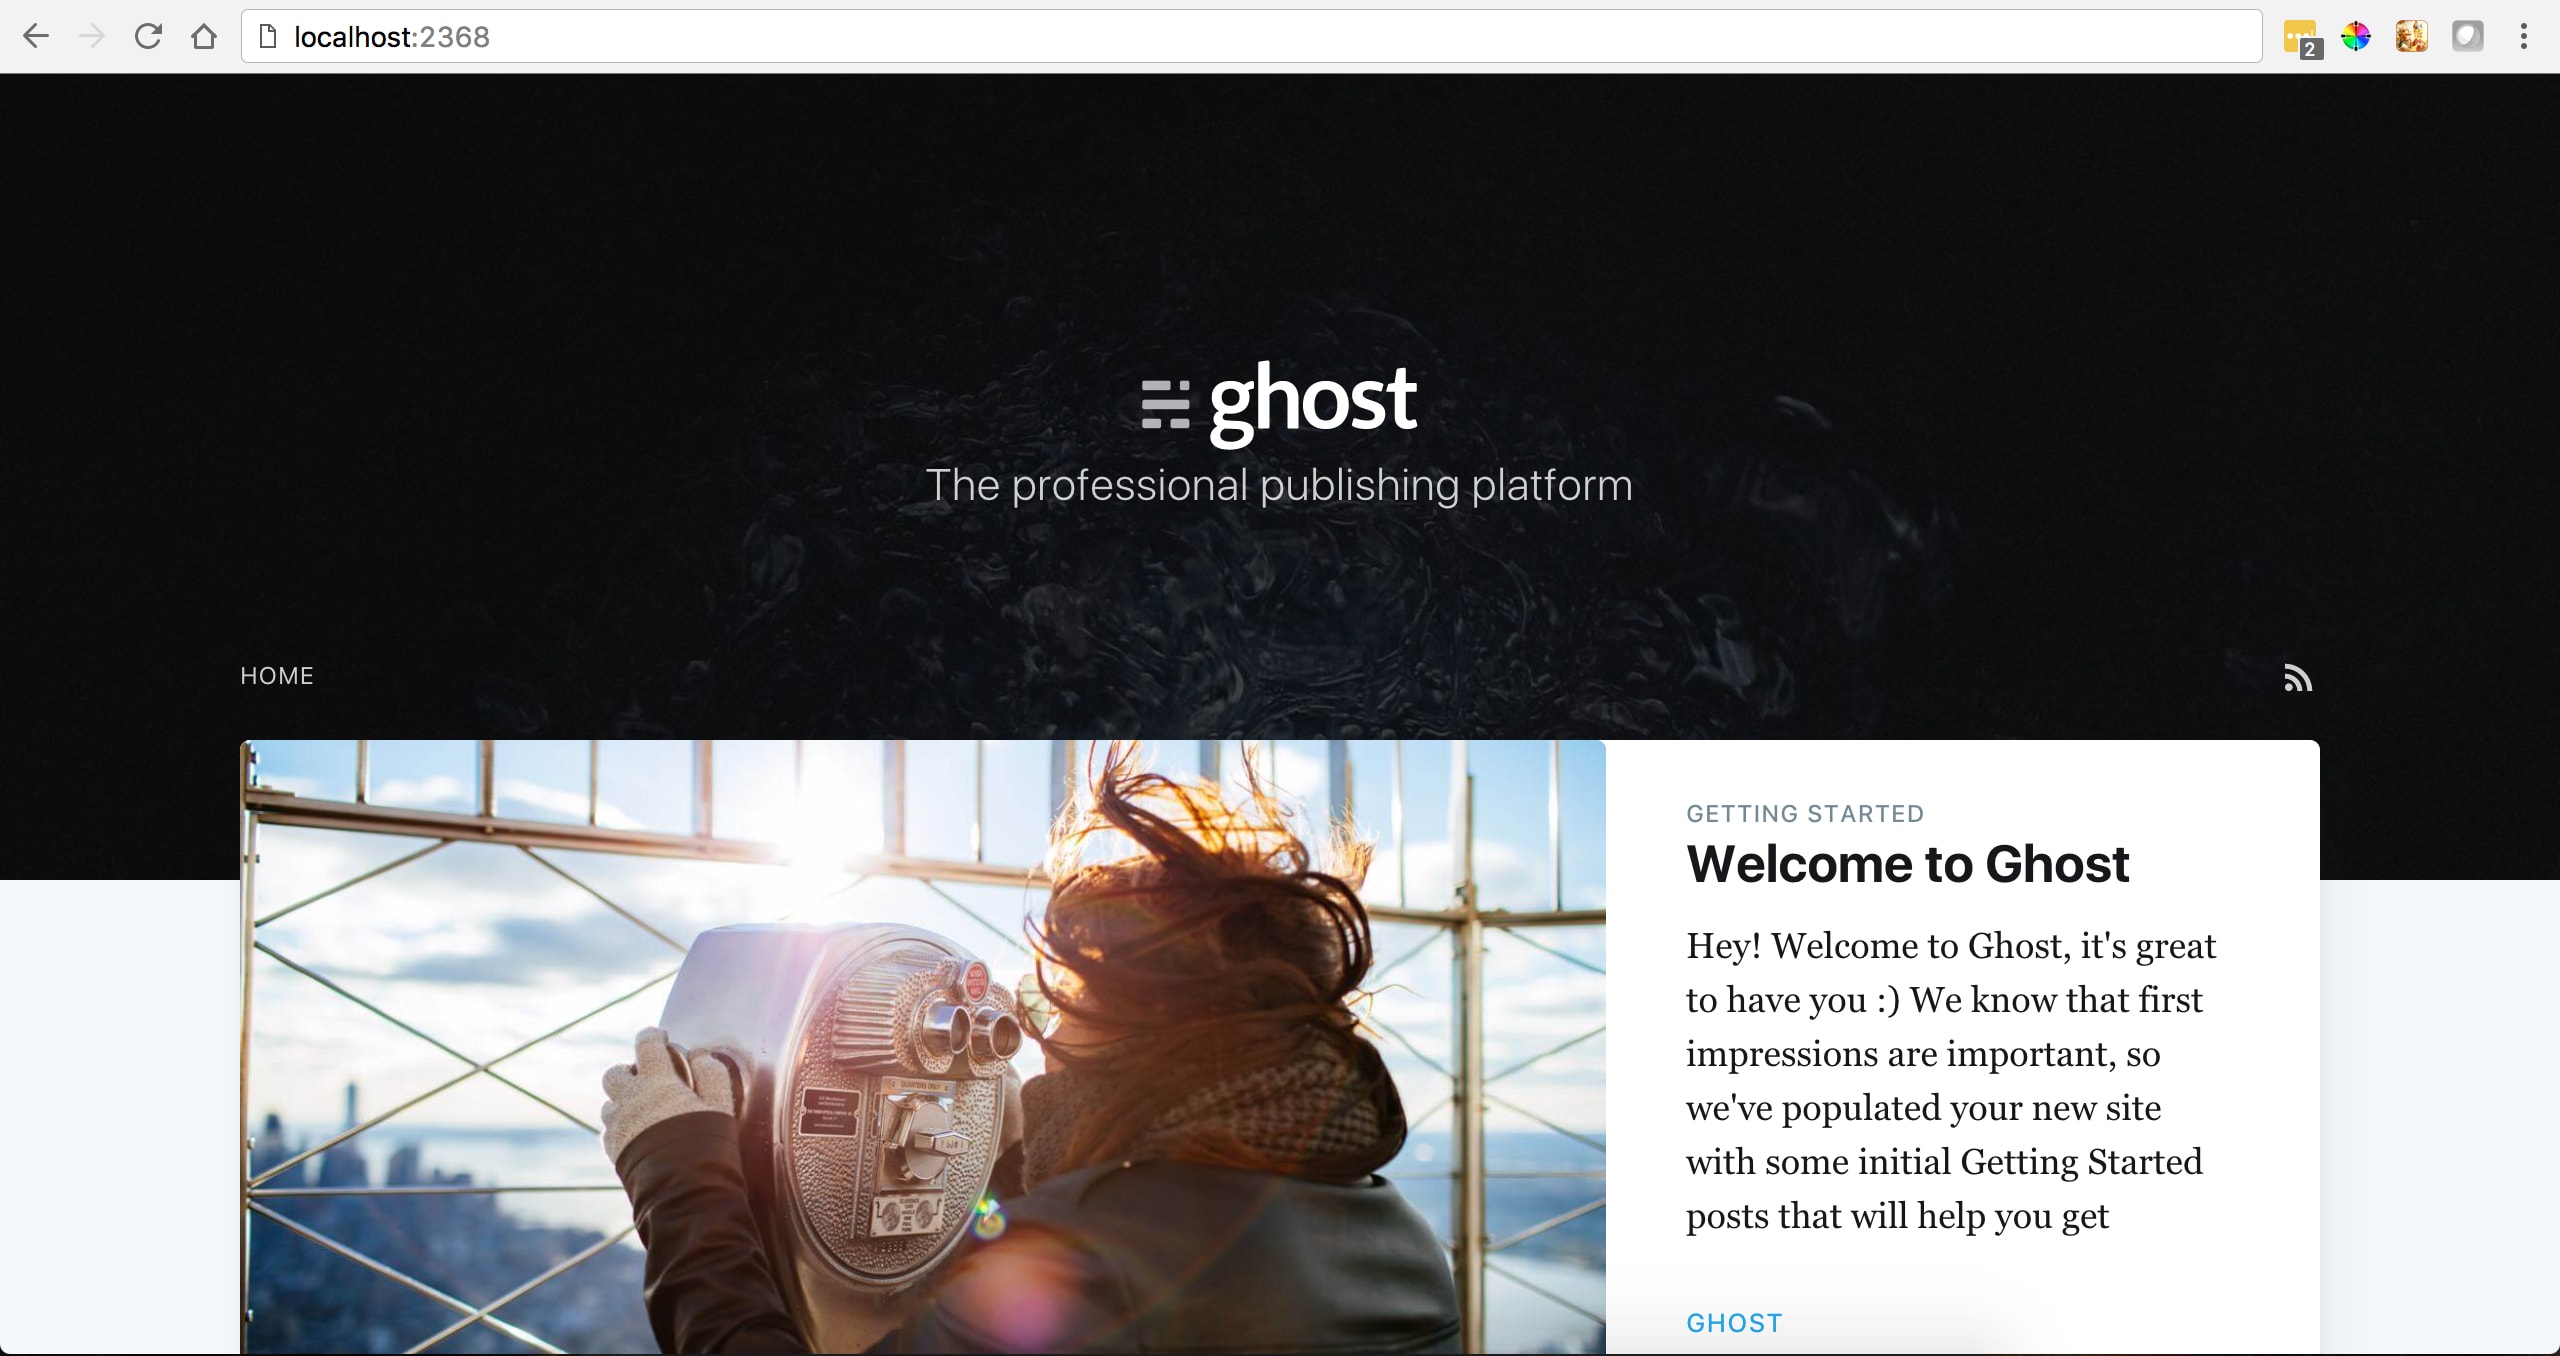 localhost:2368
2
ghost
The professional publishing platform
HOME
GETTING STARTED
Welcome to Ghost
Hey! Welcome to Ghost, it's great
to have you :) We know that first
impressions are important, so
we've populated your new site
with some initial Getting Started
posts that will help you get
QUARTERS ONLY
GHOST